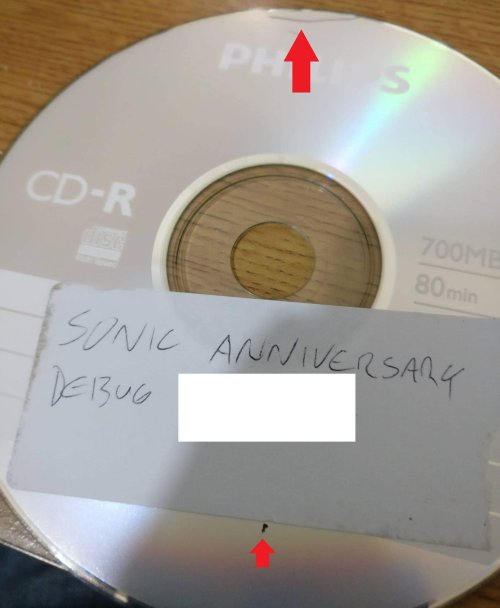 PHILIPS
CD-R
700MB
80min
SONIC ANNIVERSARY
DEBUG